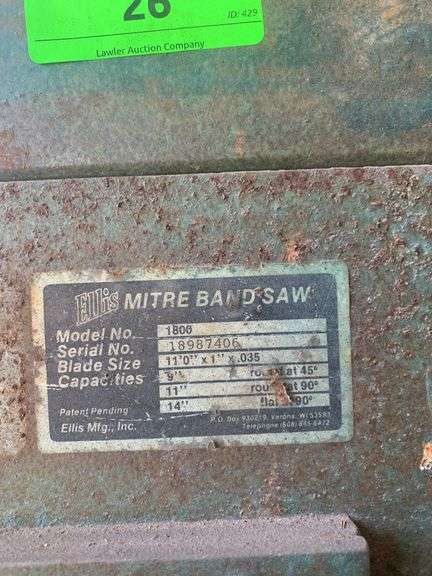 26
ID: 429
Lawler Auction Company
Ellis MITRE BAND SAW
Model No. 1800
Serial No. 18987406
Blade Size 11'0" x 1" x .035
Capacities 9" round at 45°
11" round at 90°
14" flat 90°
Patent Pending
Ellis Mfg., Inc.
P.O. Box 930219, Verona, WI 53593
Telephone (608) 845-6472